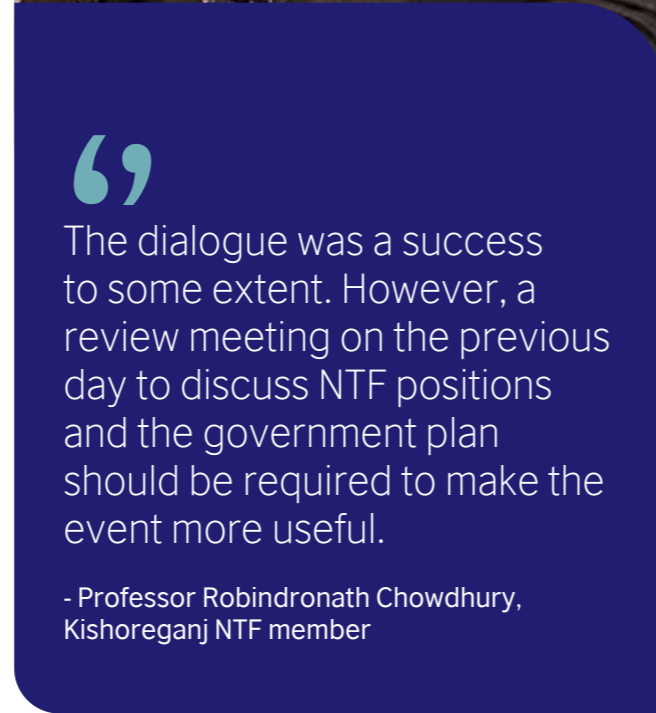 The dialogue was a success
to some extent. However, a
review meeting on the previous
day to discuss NTF positions
and the government plan
should be required to make the
event more useful.
- Professor Robindronath Chowdhury,
Kishoreganj NTF member